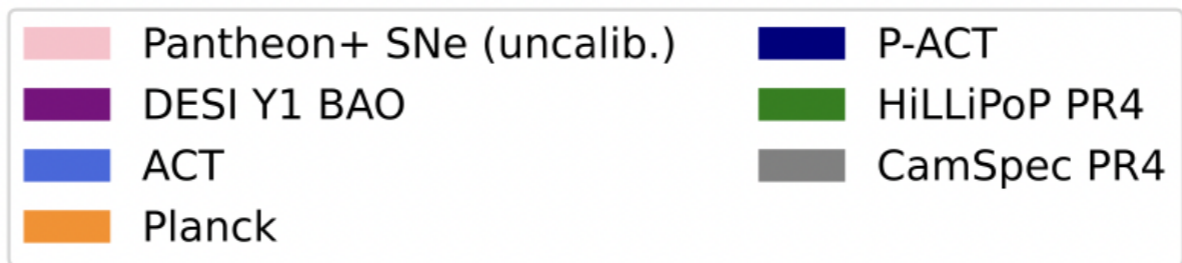 Pantheon+ SNe (uncalib.)
DESI Y1 BAO
ACT
Planck
P-ACT
HiLLiPoP PR4
CamSpec PR4